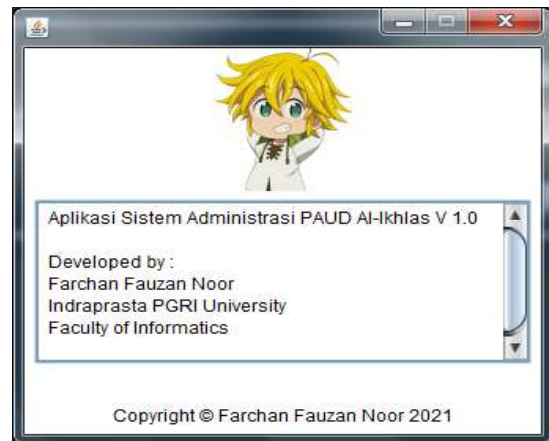 Aplikasi Sistem Administrasi PAUD Al-Ikhlas V 1.0
Developed by :
Farchan Fauzan Noor
Indraprasta PGRI University
Faculty of Informatics
Copyright © Farchan Fauzan Noor 2021